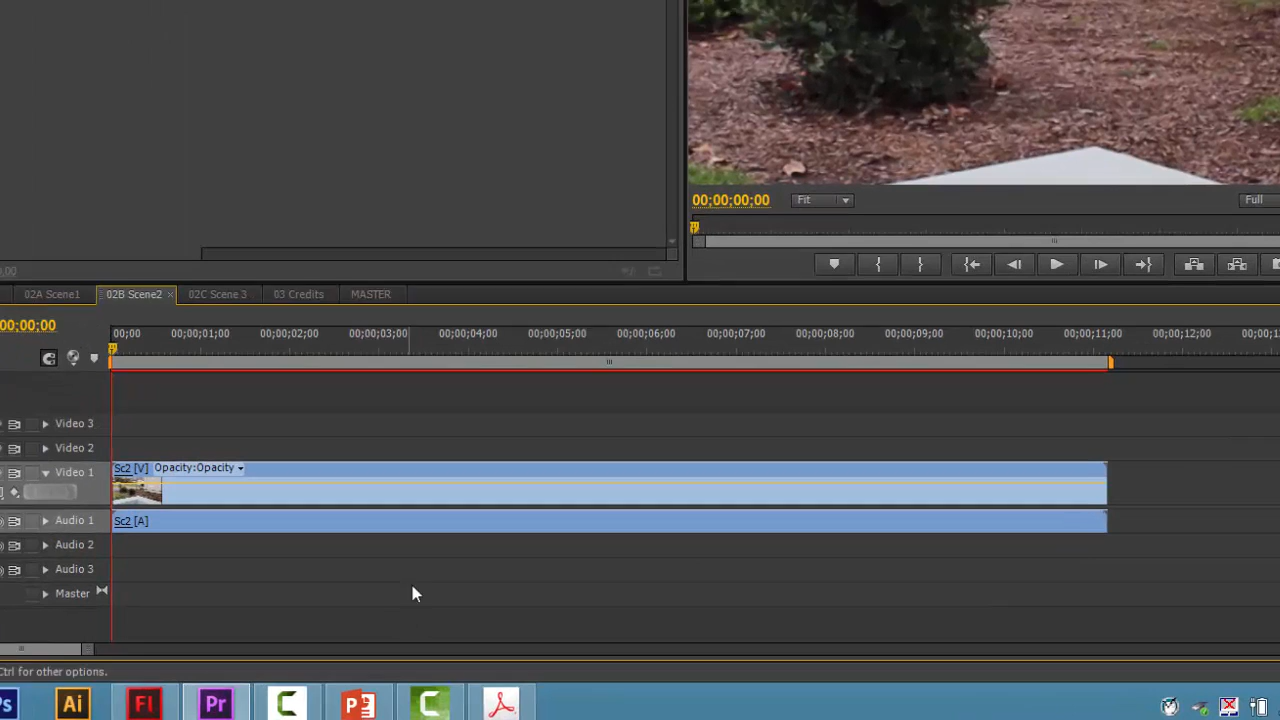 00;00;00;00
Fit
Full
;00
02A Scene1
02B Scene2 ×
02C Scene 3
03 Credits
MASTER
00;00;00;00
00;00
00;00;01;00
00;00;02;00
00;00;03;00
00;00;04;00
00;00;05;00
00;00;06;00
00;00;07;00
00;00;08;00
00;00;09;00
00;00;10;00
00;00;11;00
00;00;12;00
Video 3
Video 2
Video 1
Sc2 [V] Opacity:Opacity
Audio 1
Sc2 [A]
Audio 2
Audio 3
Master
Ctrl for other options.
Ps
Ai
Fl
Pr
C
P
C